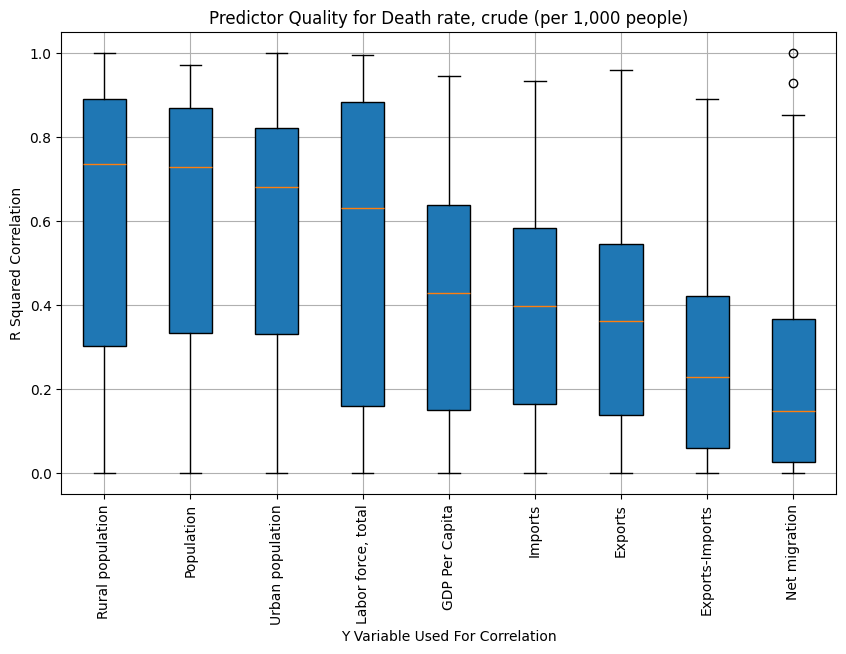 Predictor Quality for Death rate, crude (per 1,000 people)
R Squared Correlation
1.0
0.8
0.6
0.4
0.2
0.0
Rural population
Population
Urban population
Labor force, total
GDP Per Capita
Imports
Exports
Exports-Imports
Net migration
Y Variable Used For Correlation